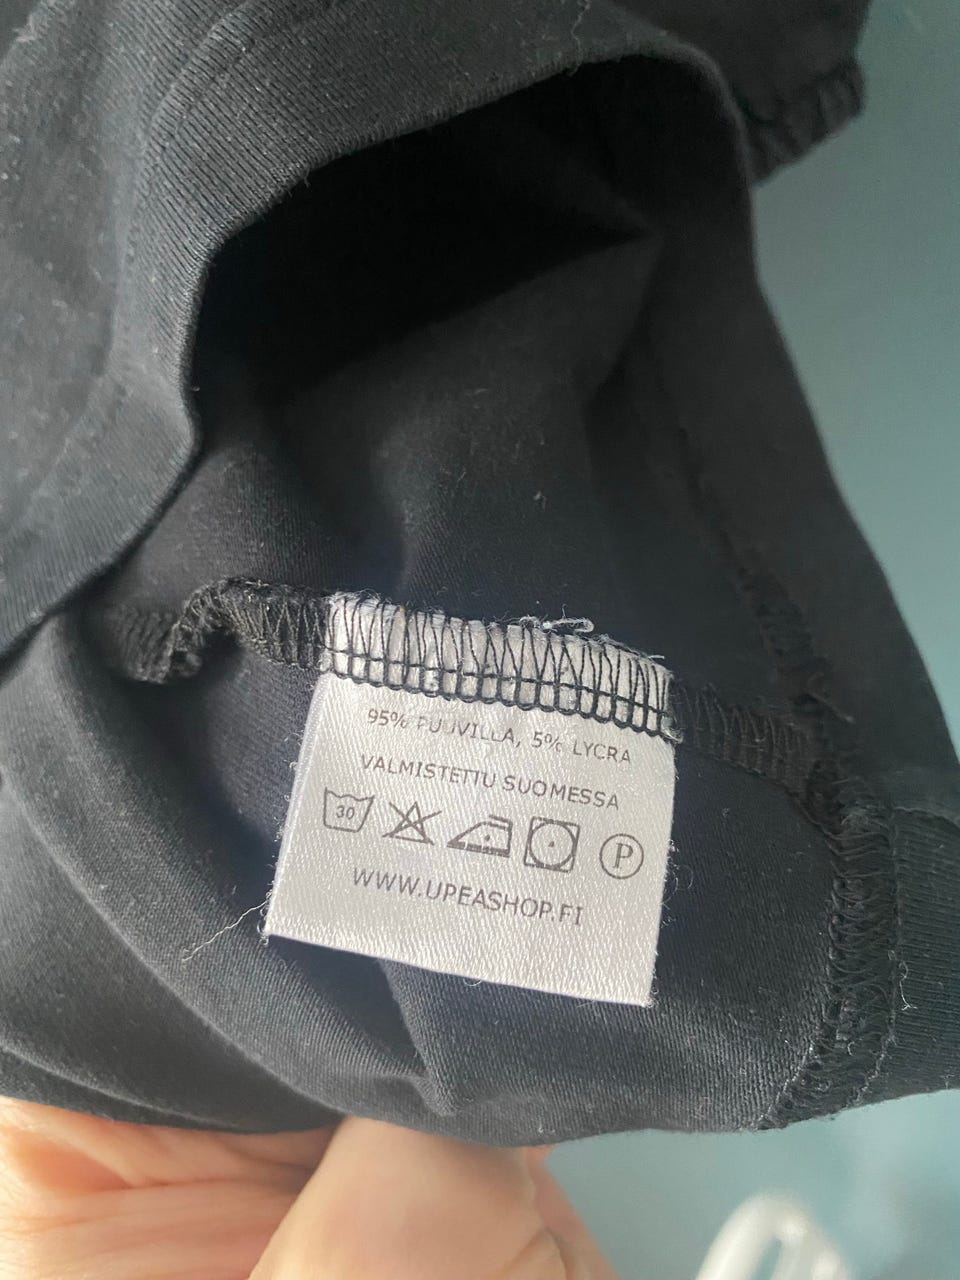 95% PUUVILLA, 5% LYCRA
VALMISTETTU SUOMESSA
30 P
WWW.UPEASHOP.FI